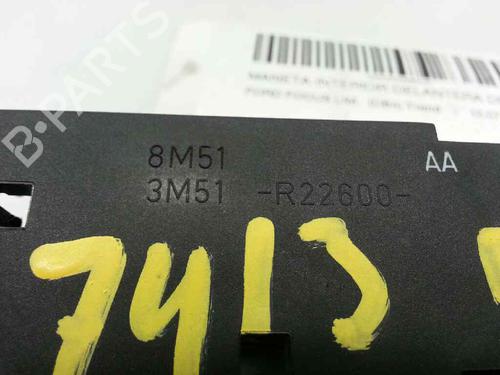 B-PARTS
MANETA INTERIOR DELANTERA
FORD FOCUS LIM.
8M51
3M51 -R22600-
AA
7413